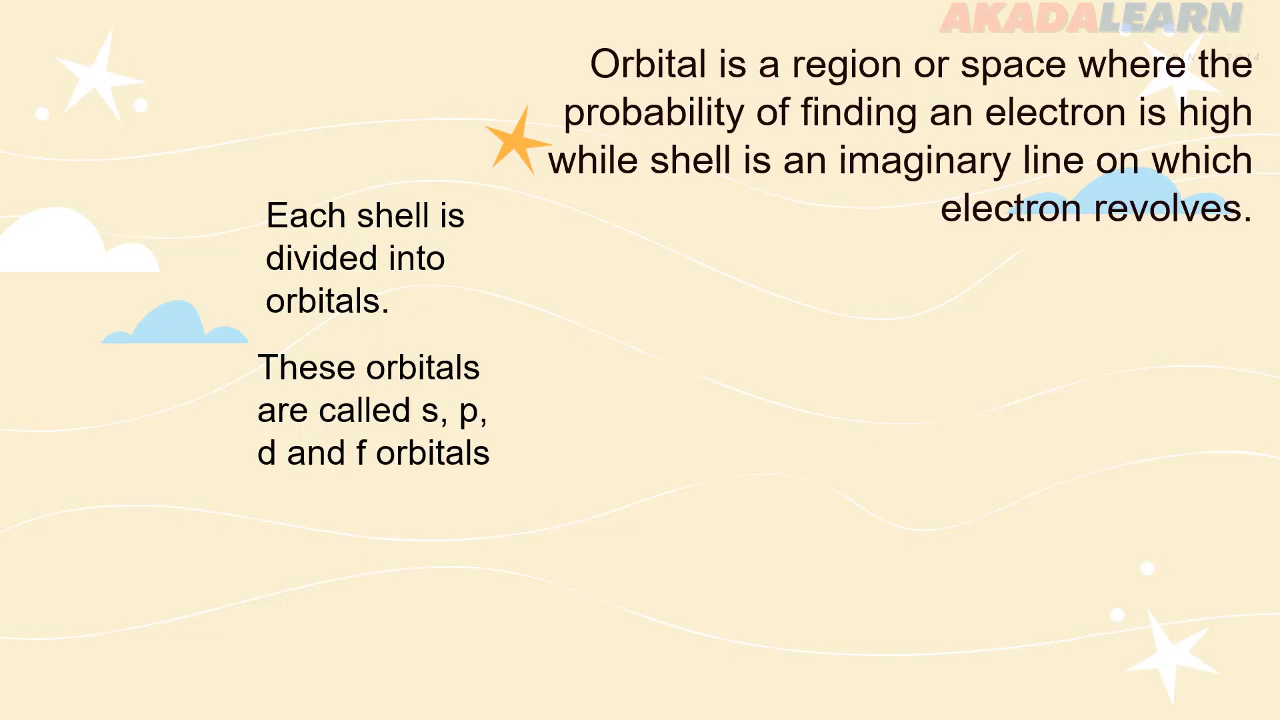 AKADALEARN
Orbital is a region or space where the
probability of finding an electron is high
while shell is an imaginary line on which
electron revolves.
Each shell is
divided into
orbitals.
These orbitals
are called s, p,
d and f orbitals